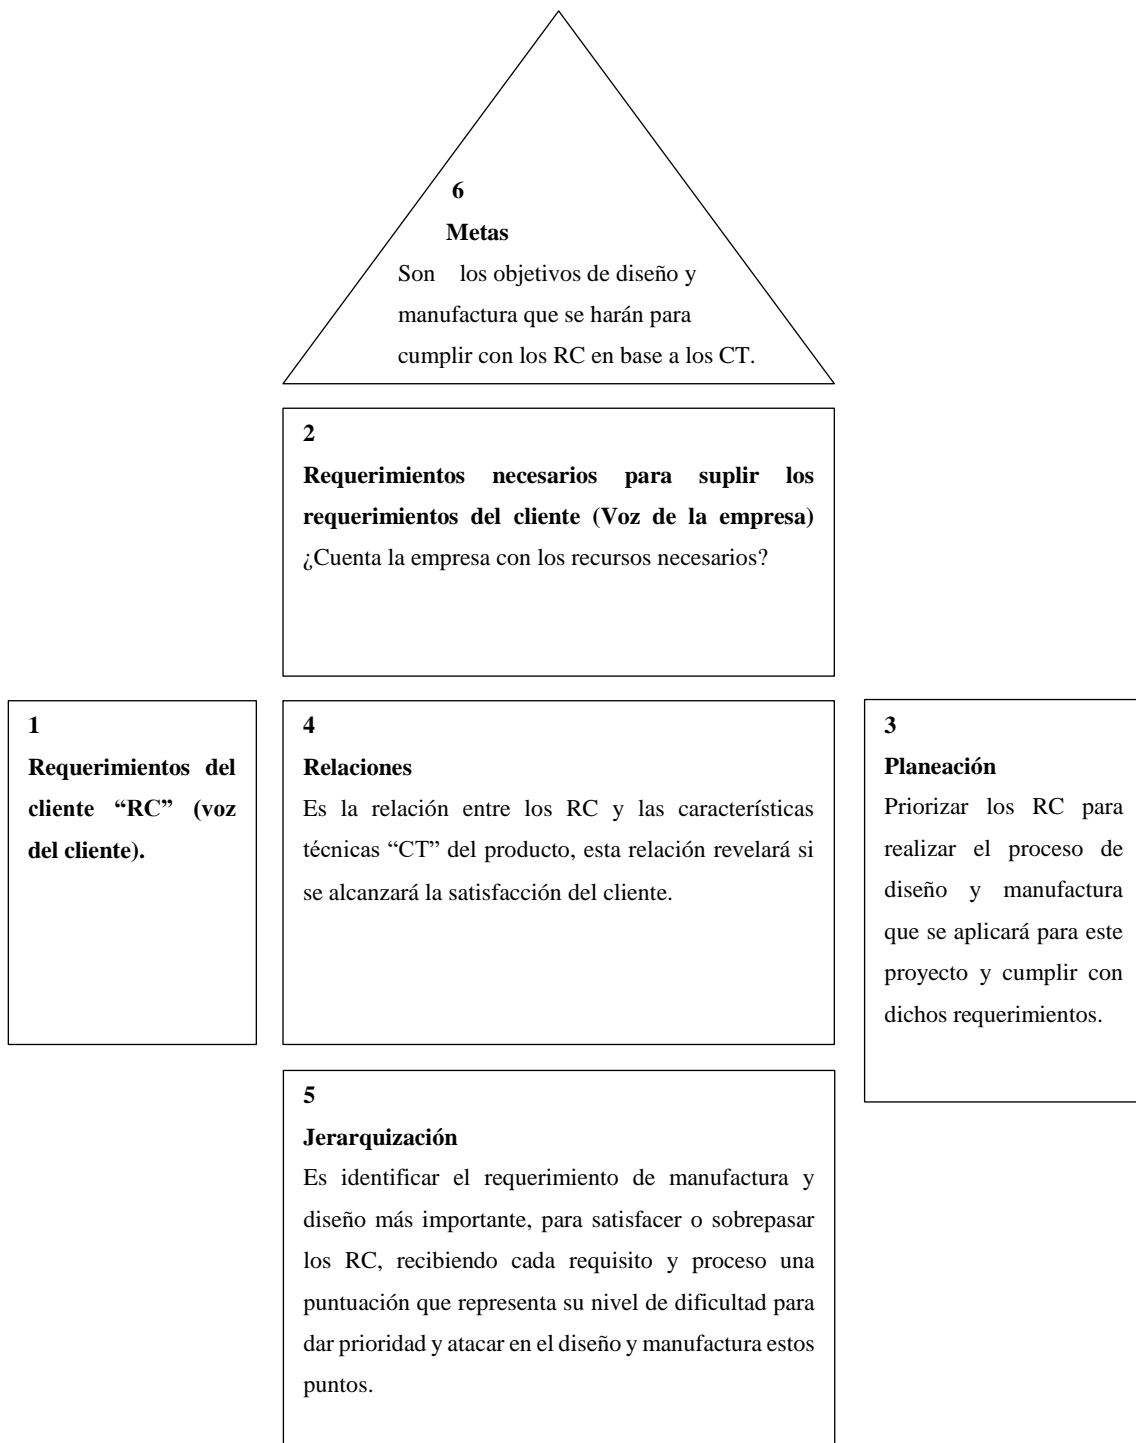 6
Metas
Son los objetivos de diseño y
manufactura que se harán para
cumplir con los RC en base a los CT.
2
Requerimientos necesarios para suplir los
requerimientos del cliente (Voz de la empresa)
¿Cuenta la empresa con los recursos necesarios?
1
Requerimientos del
cliente “RC” (voz
del cliente).
4
Relaciones
Es la relación entre los RC y las características
técnicas “CT” del producto, esta relación revelará si
se alcanzará la satisfacción del cliente.
3
Planeación
Priorizar los RC para
realizar el proceso de
diseño y manufactura
que se aplicará para este
proyecto y cumplir con
dichos requerimientos.
5
Jerarquización
Es identificar el requerimiento de manufactura y
diseño más importante, para satisfacer o sobrepasar
los RC, recibiendo cada requisito y proceso una
puntuación que representa su nivel de dificultad para
dar prioridad y atacar en el diseño y manufactura estos
puntos.